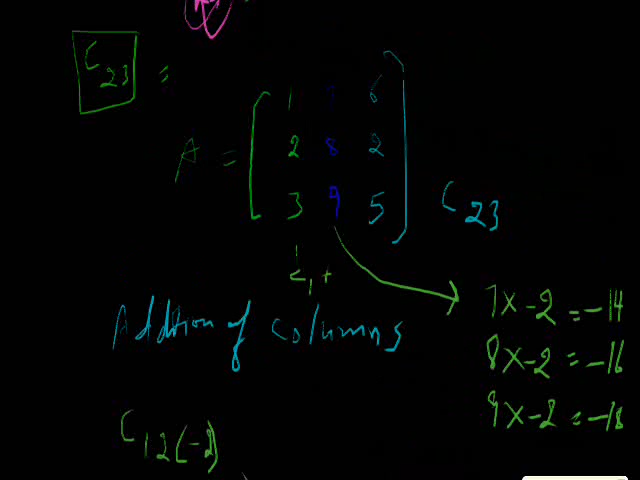 C23 =
1 7 6
A = 2 8 2
3 9 5
C23
C1 +
7x-2 = -14
Addition of columns
8x-2 = -16
9x-2 = -18
C12(-2)